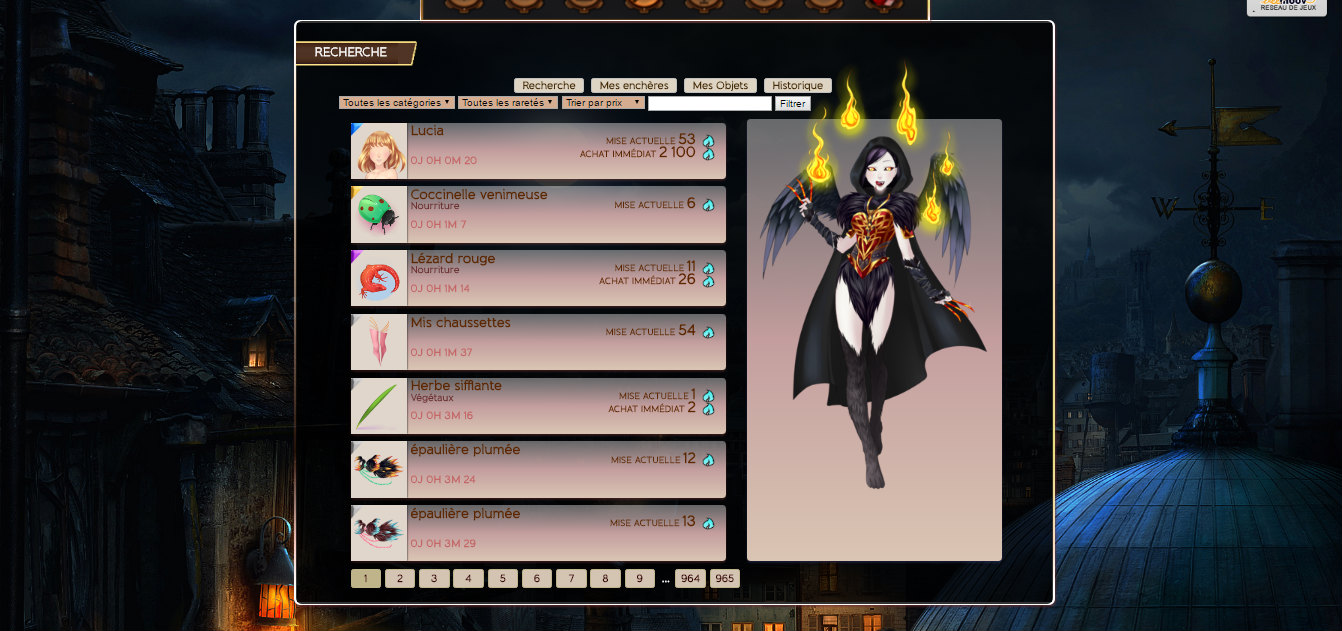 RESEAU DE JEUX
RECHERCHE
Recherche Mes enchères Mes Objets Historique
Toutes les catégories Toutes les raretés Trier par prix Filtrer
Lucia
MISE ACTUELLE 53
ACHAT IMMÉDIAT 2 100
0J 0H 0M 20
Coccinelle venimeuse
Nourriture
MISE ACTUELLE 6
0J 0H 1M 7
Lézard rouge
Nourriture
MISE ACTUELLE 11
ACHAT IMMÉDIAT 26
0J 0H 1M 14
Mis chaussettes
MISE ACTUELLE 54
0J 0H 1M 37
Herbe sifflante
Végétaux
MISE ACTUELLE 1
ACHAT IMMÉDIAT 2
0J 0H 3M 16
épaulière plumée
MISE ACTUELLE 12
0J 0H 3M 24
épaulière plumée
MISE ACTUELLE 13
0J 0H 3M 29
1 2 3 4 5 6 7 8 9 ... 964 965
W E